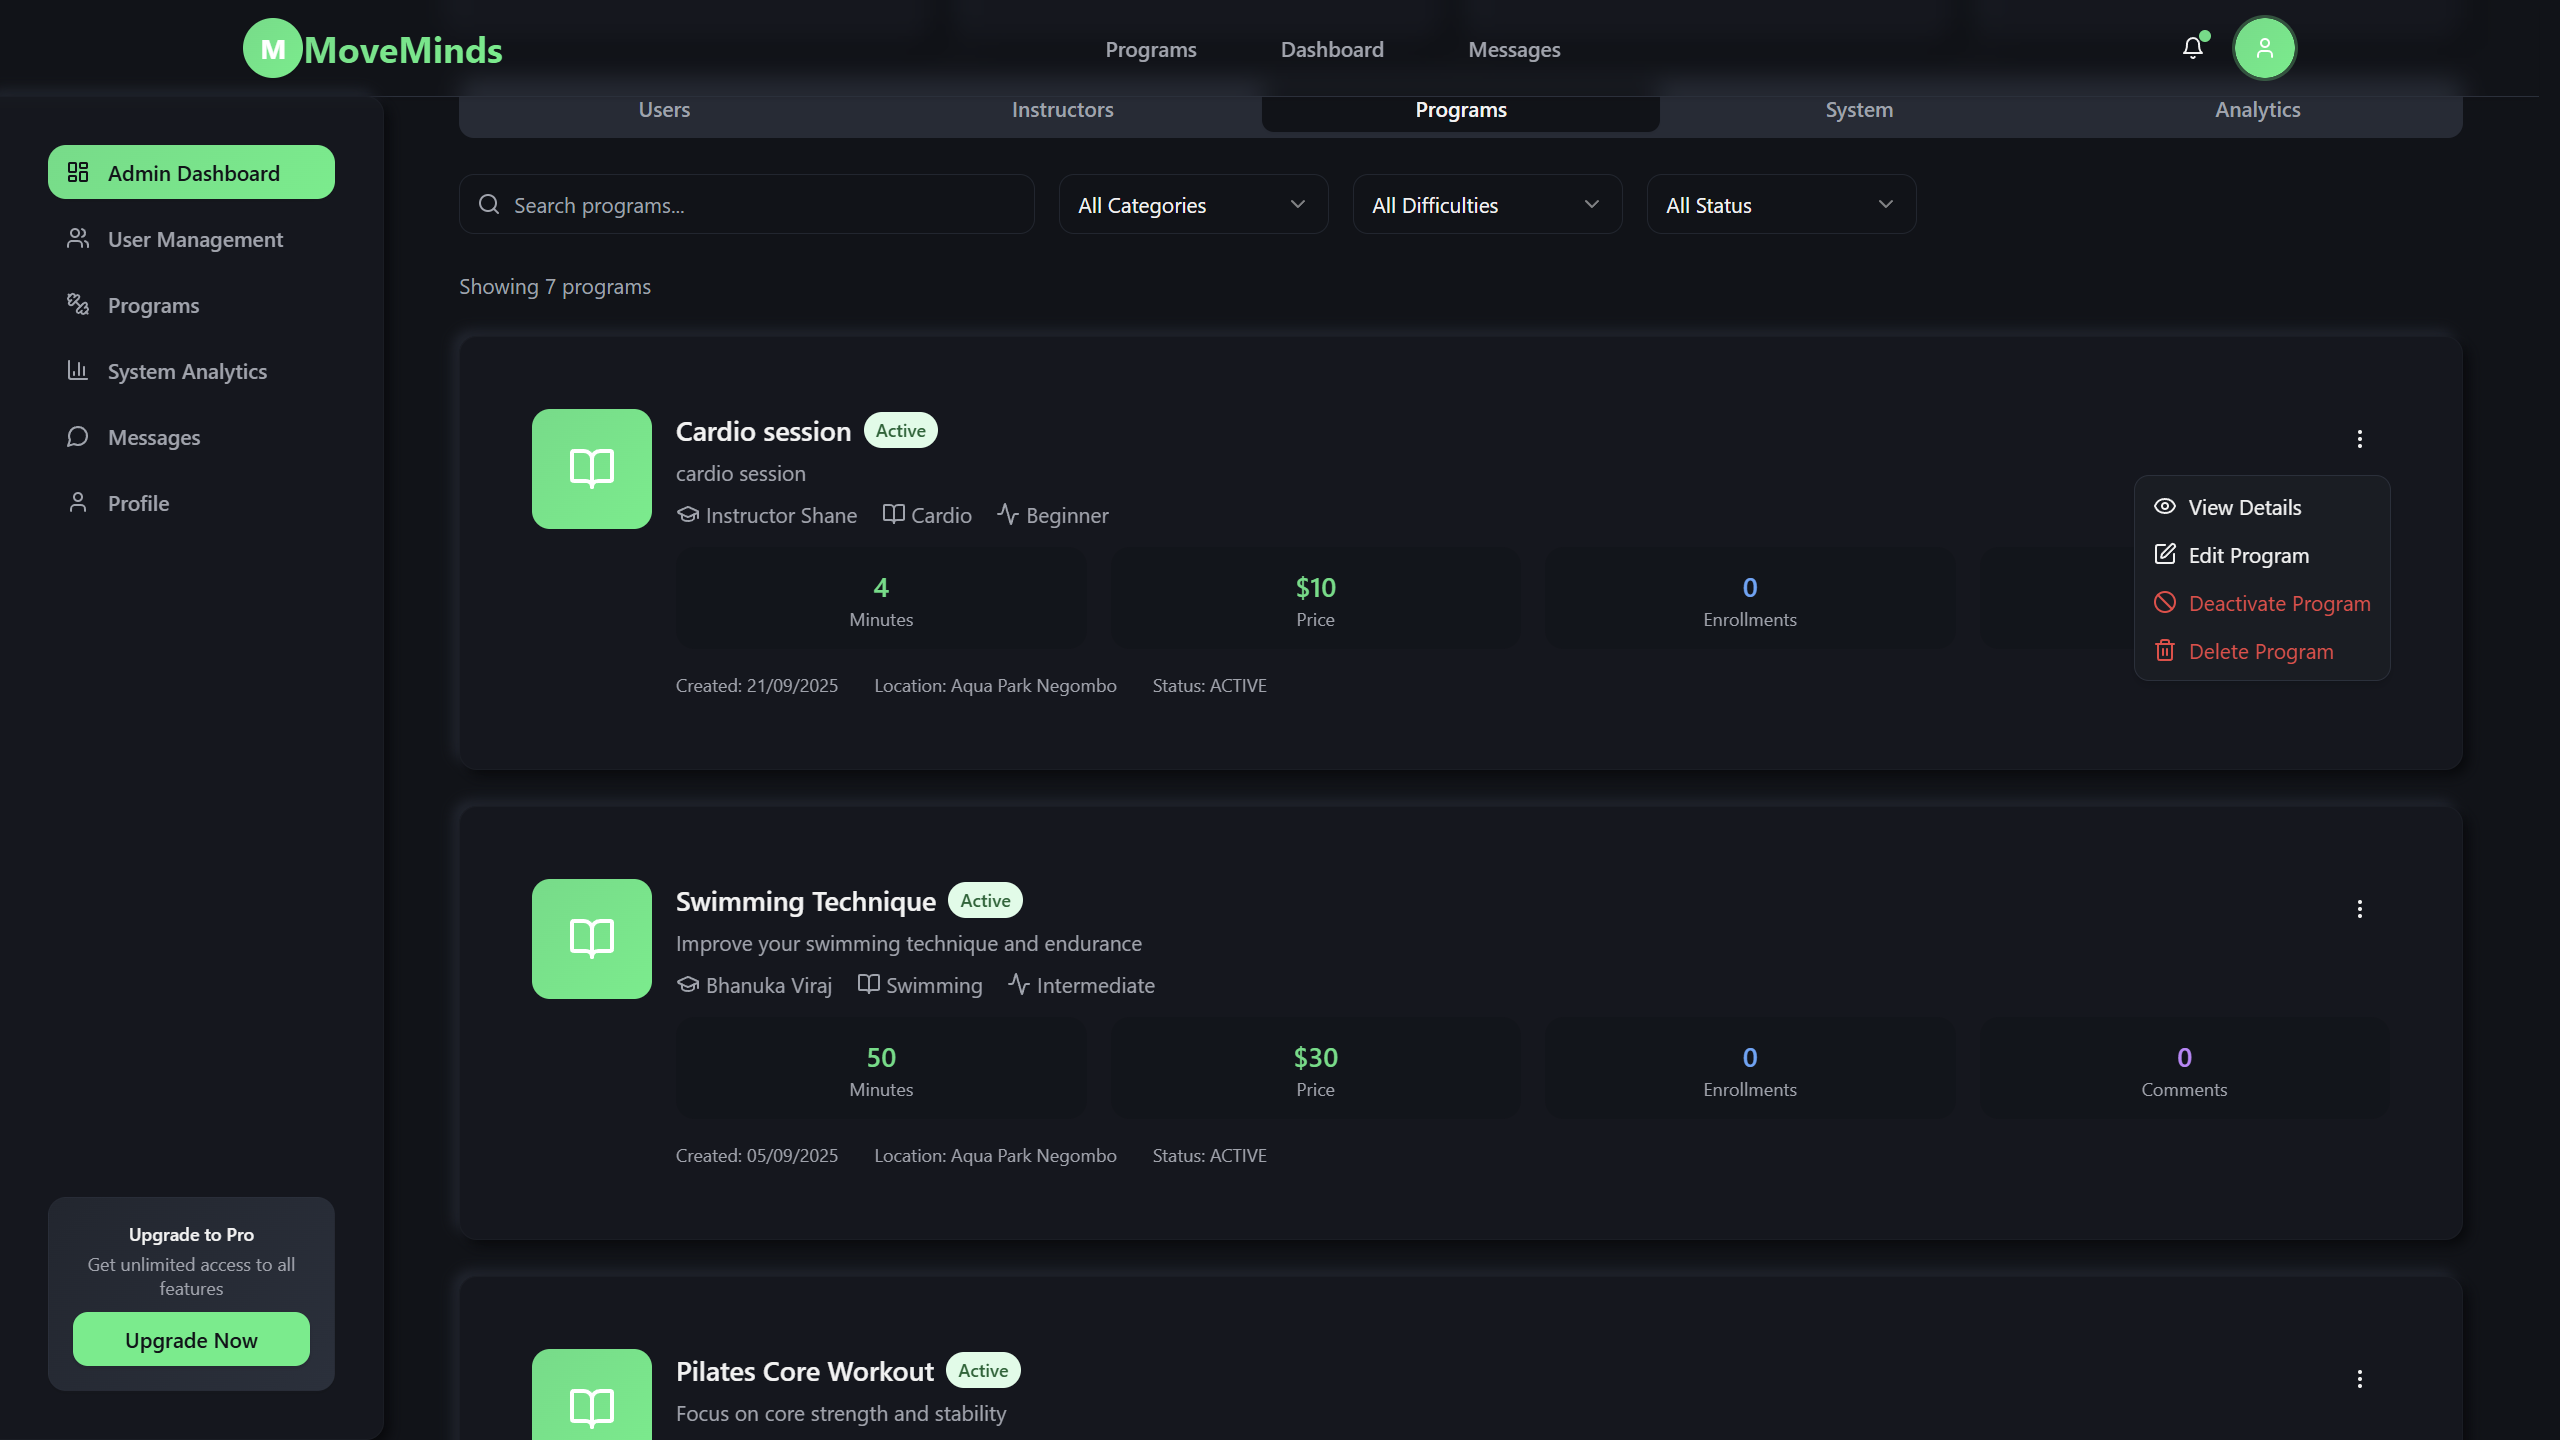 M MoveMinds
Programs Dashboard Messages
Users Instructors Programs System Analytics
Admin Dashboard
User Management
Programs
System Analytics
Messages
Profile
Upgrade to Pro
Get unlimited access to all
features
Upgrade Now
Search programs...
All Categories All Difficulties All Status
Showing 7 programs
Cardio session Active
cardio session
Instructor Shane Cardio Beginner
4 $10 0
Minutes Price Enrollments
Created: 21/09/2025 Location: Aqua Park Negombo Status: ACTIVE
View Details
Edit Program
Deactivate Program
Delete Program
Swimming Technique Active
Improve your swimming technique and endurance
Bhanuka Viraj Swimming Intermediate
50 $30 0 0
Minutes Price Enrollments Comments
Created: 05/09/2025 Location: Aqua Park Negombo Status: ACTIVE
Pilates Core Workout Active
Focus on core strength and stability